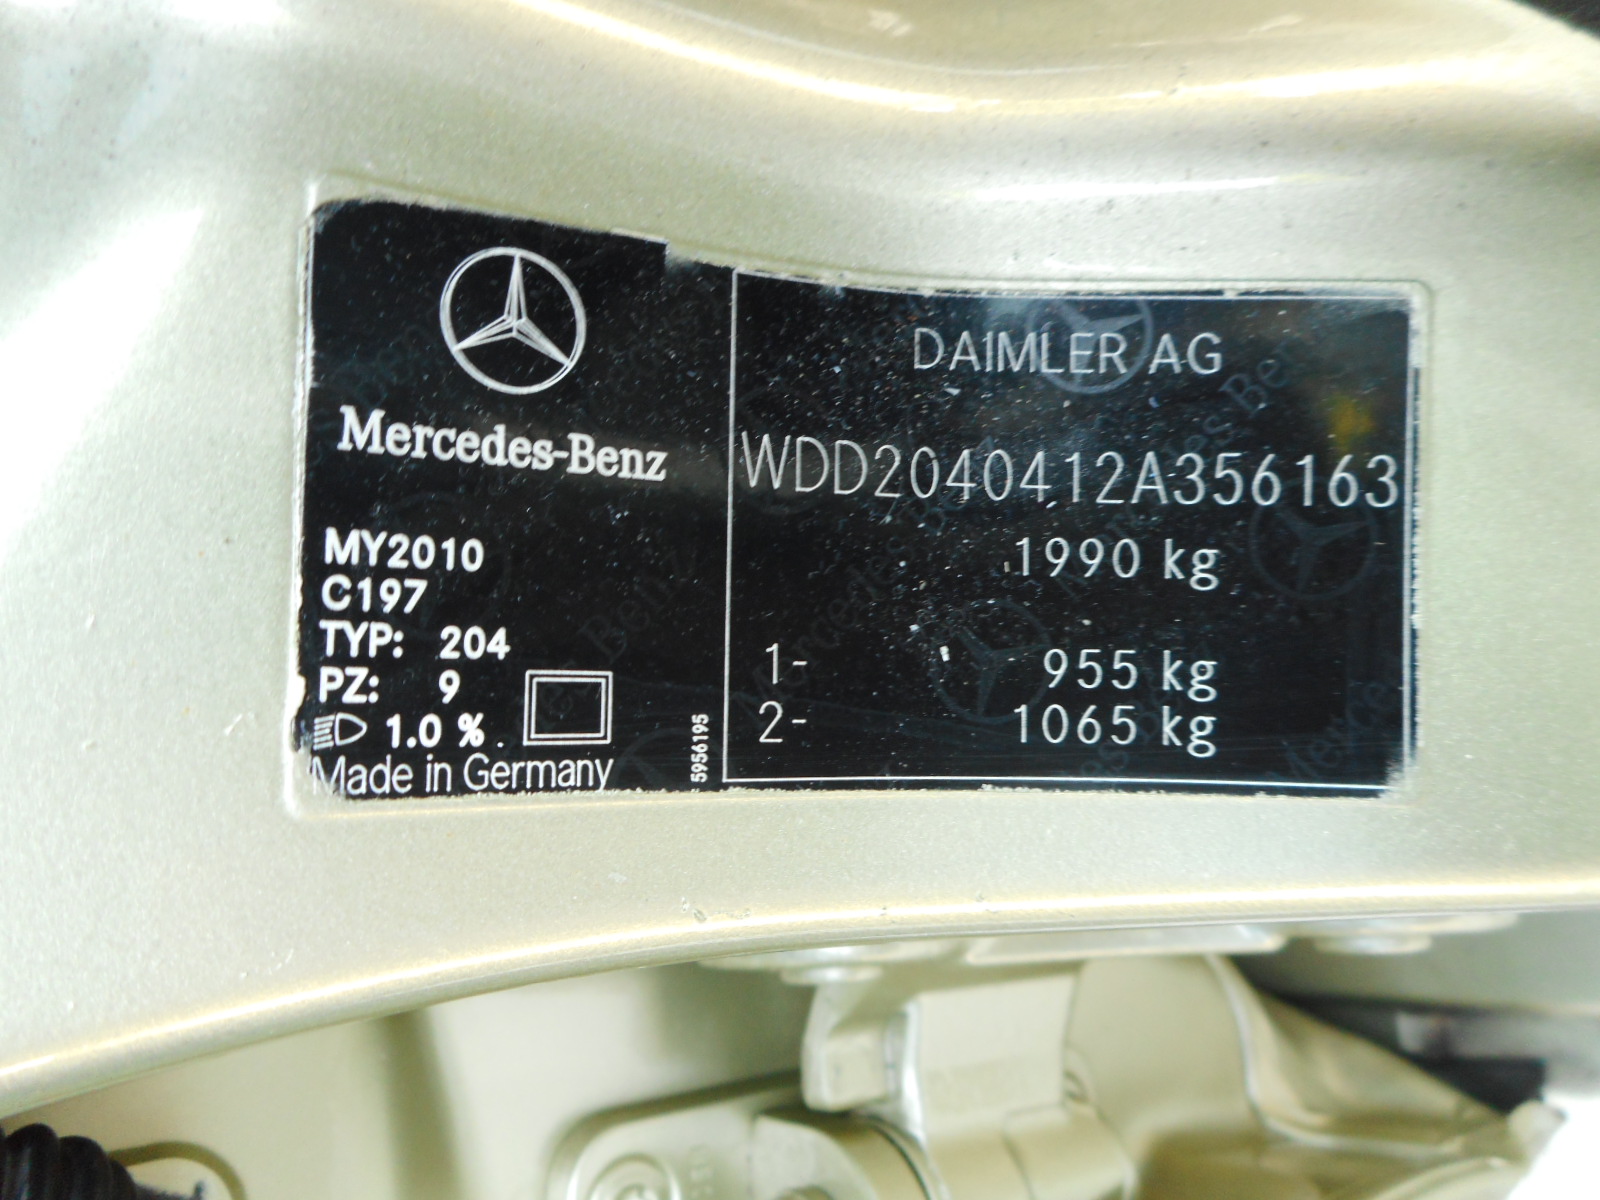 Mercedes-Benz
MY2010
C197
TYP: 204
PZ: 9
1.0 %
Made in Germany
5956195
DAIMLER AG
WDD2040412A356163
1990 kg
1- 955 kg
2- 1065 kg